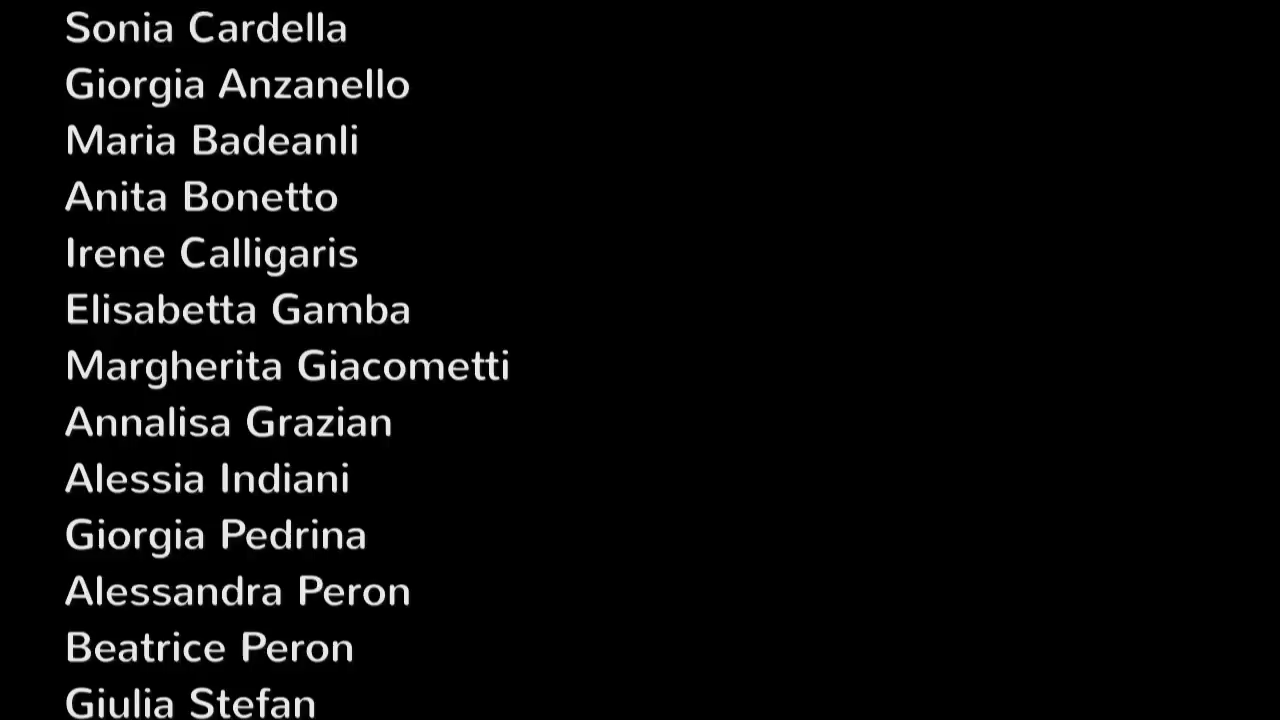 Sonia Cardella
Giorgia Anzanello
Maria Badeanli
Anita Bonetto
Irene Calligaris
Elisabetta Gamba
Margherita Giacometti
Annalisa Grazian
Alessia Indiani
Giorgia Pedrina
Alessandra Peron
Beatrice Peron
Giulia Stefan